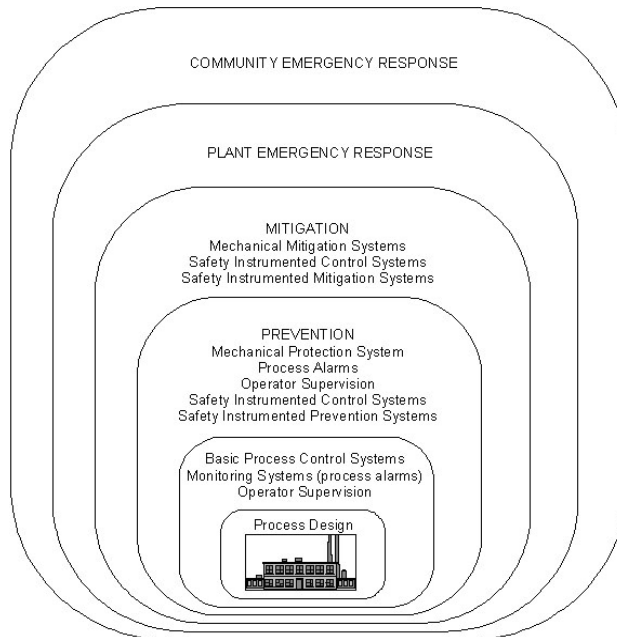 COMMUNITY EMERGENCY RESPONSE
PLANT EMERGENCY RESPONSE
MITIGATION
Mechanical Mitigation Systems
Safety Instrumented Control Systems
Safety Instrumented Mitigation Systems
PREVENTION
Mechanical Protection System
Process Alarms
Operator Supervision
Safety Instrumented Control Systems
Safety Instrumented Prevention Systems
Basic Process Control Systems
Monitoring Systems (process alarms)
Operator Supervision
Process Design